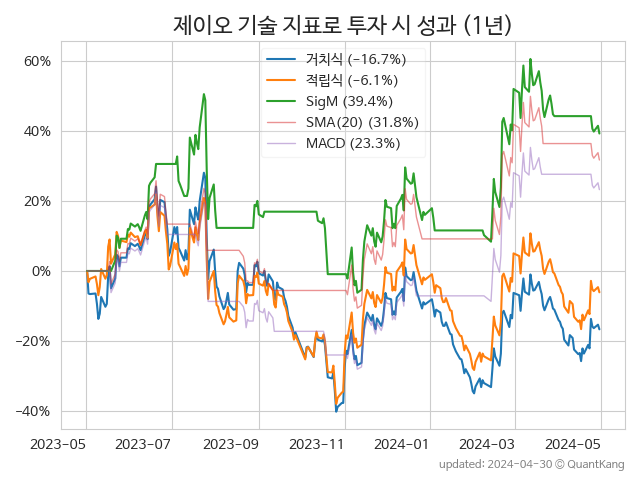 제이오 기술 지표로 투자 시 성과 (1년)
거치식 (−16.7%)
적립식 (−6.1%)
SigM (39.4%)
SMA(20) (31.8%)
MACD (23.3%)
60%
40%
20%
0%
−20%
−40%
2023-05
2023-07
2023-09
2023-11
2024-01
2024-03
2024-05
updated: 2024-04-30 © QuantKang